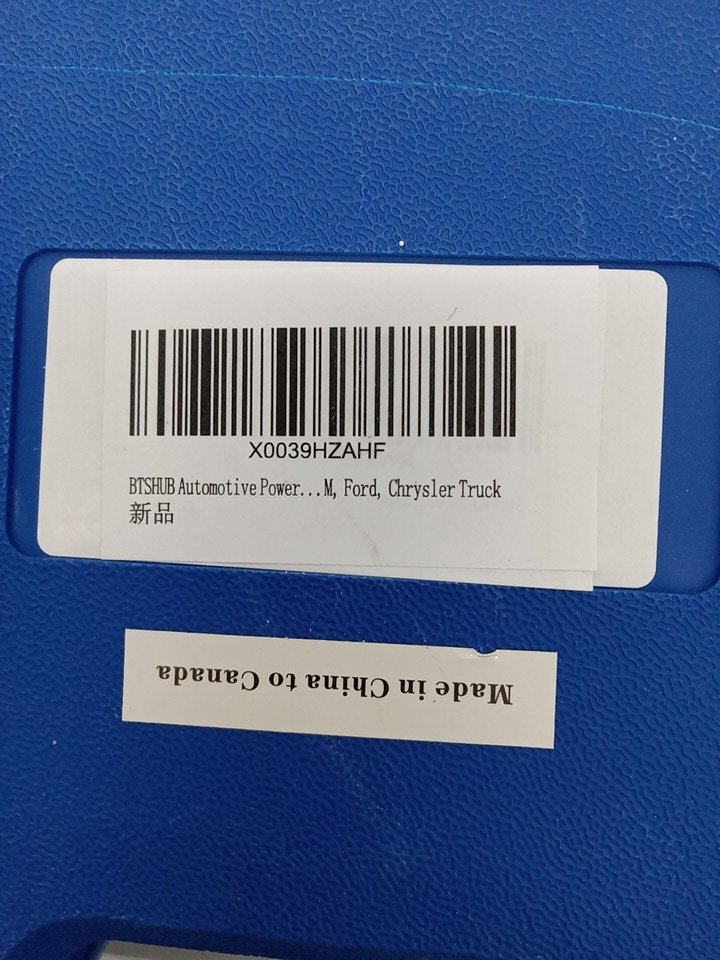 X0039HZAHF
BTSHUB Automotive Power...M, Ford, Chrysler Truck
新品
Made in China to Canada